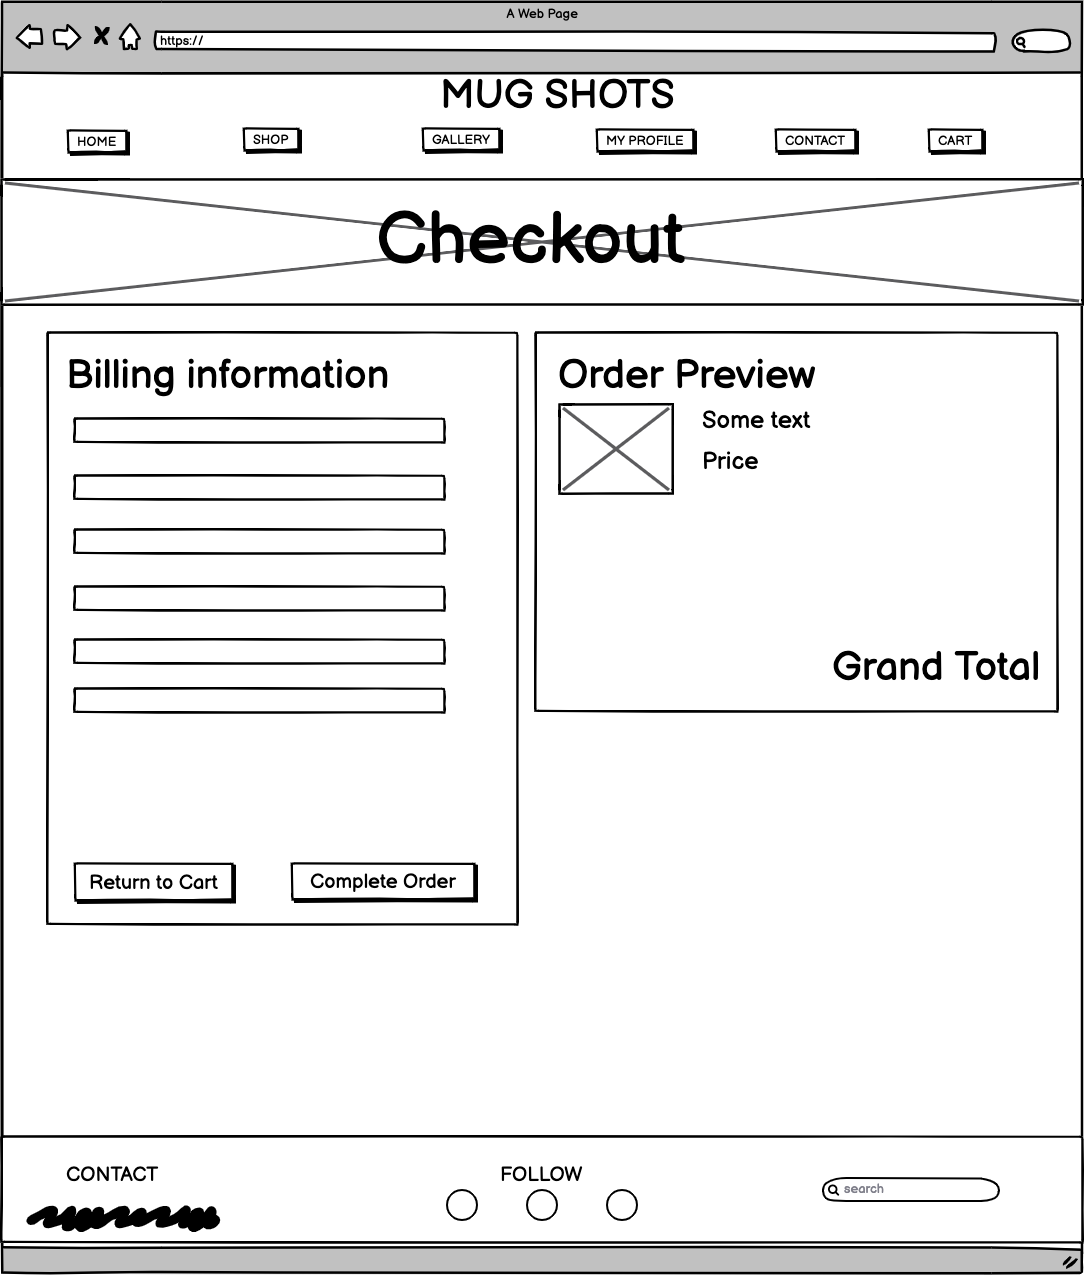 A Web Page
https://
MUG SHOTS
HOME
SHOP
GALLERY
MY PROFILE
CONTACT
CART
Checkout
Billing information
Return to Cart
Complete Order
Order Preview
Some text
Price
Grand Total
CONTACT
FOLLOW
search